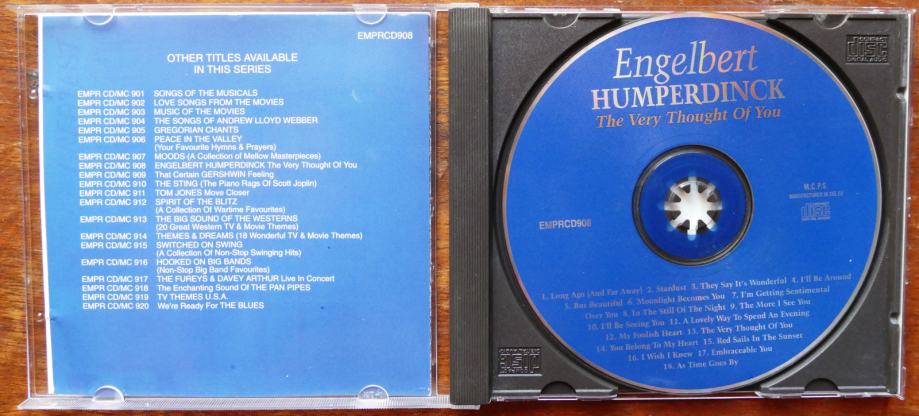 EMPRCD908
OTHER TITLES AVAILABLE
IN THIS SERIES
EMPR CD/MC 901 SONGS OF THE MUSICALS
EMPR CD/MC 902 LOVE SONGS FROM THE MOVIES
EMPR CD/MC 903 MUSIC OF THE MOVIES
EMPR CD/MC 904 THE SONGS OF ANDREW LLOYD WEBBER
EMPR CD/MC 905 GREGORIAN CHANTS
EMPR CD/MC 906 PEACE IN THE VALLEY
(Your Favourite Hymns & Prayers)
EMPR CD/MC 907 MOODS (A Collection of Mellow Masterpieces)
EMPR CD/MC 908 ENGELBERT HUMPERDINCK The Very Thought Of You
EMPR CD/MC 909 That Certain GERSHWIN Feeling
EMPR CD/MC 910 THE STING (The Piano Rags Of Scott Joplin)
EMPR CD/MC 911 TOM JONES Move Closer
EMPR CD/MC 912 SPIRIT OF THE BLITZ
(A Collection Of Wartime Favourites)
EMPR CD/MC 913 THE BIG SOUND OF THE WESTERNS
(20 Great Western TV & Movie Themes)
EMPR CD/MC 914 THEMES & DREAMS (18 Wonderful TV & Movie Themes)
EMPR CD/MC 915 SWITCHED ON SWING
(A Collection Of Non-Stop Swinging Hits)
EMPR CD/MC 916 HOOKED ON BIG BANDS
(Non-Stop Big Band Favourites)
EMPR CD/MC 917 THE FUREYS & DAVEY ARTHUR Live In Concert
EMPR CD/MC 918 The Enchanting Sound Of THE PAN PIPES
EMPR CD/MC 919 TV THEMES U.S.A.
EMPR CD/MC 920 We're Ready For THE BLUES
Engelbert
HUMPERDINCK
The Very Thought Of You
M.C.P.S.
MANUFACTURED IN THE EU
EMPRCD908
disc
1. Long Ago (And Far Away) 2. Stardust 3. They Say It's Wonderful 4. I'll Be Around
5. But Beautiful 6. Moonlight Becomes You 7. I'm Getting Sentimental
Over You 8. In The Still Of The Night 9. The More I See You
10. I'll Be Seeing You 11. A Lovely Way To Spend An Evening
12. My Foolish Heart 13. The Very Thought Of You
14. You Belong To My Heart 15. Red Sails In The Sunset
16. I Wish I Knew 17. Embraceable You
18. As Time Goes By
COMPACT
disc
DIGITAL AUDIO